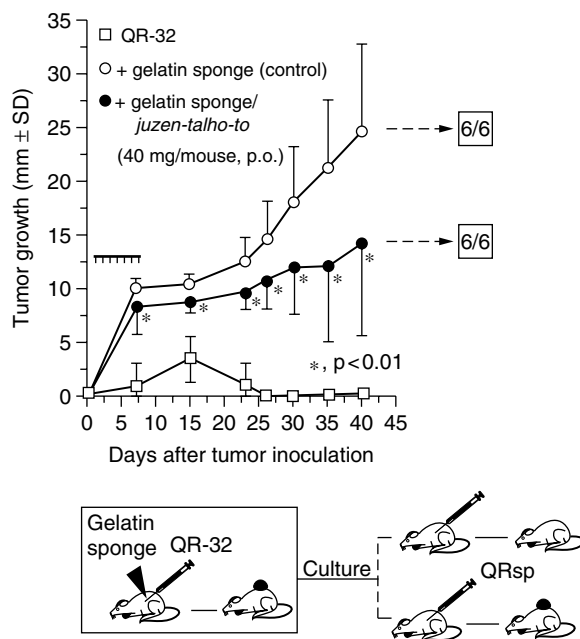 QR-32
+ gelatin sponge (control)
+ gelatin sponge/
juzen-talho-to
(40 mg/mouse, p.o.)
Tumor growth (mm ± SD)
35
30
25
20
15
10
5
0
6/6
6/6
*
*
*
*
*
*
*
*, p<0.01
0 5 10 15 20 25 30 35 40 45
Days after tumor inoculation
Gelatin
sponge
QR-32
Culture
QRsp